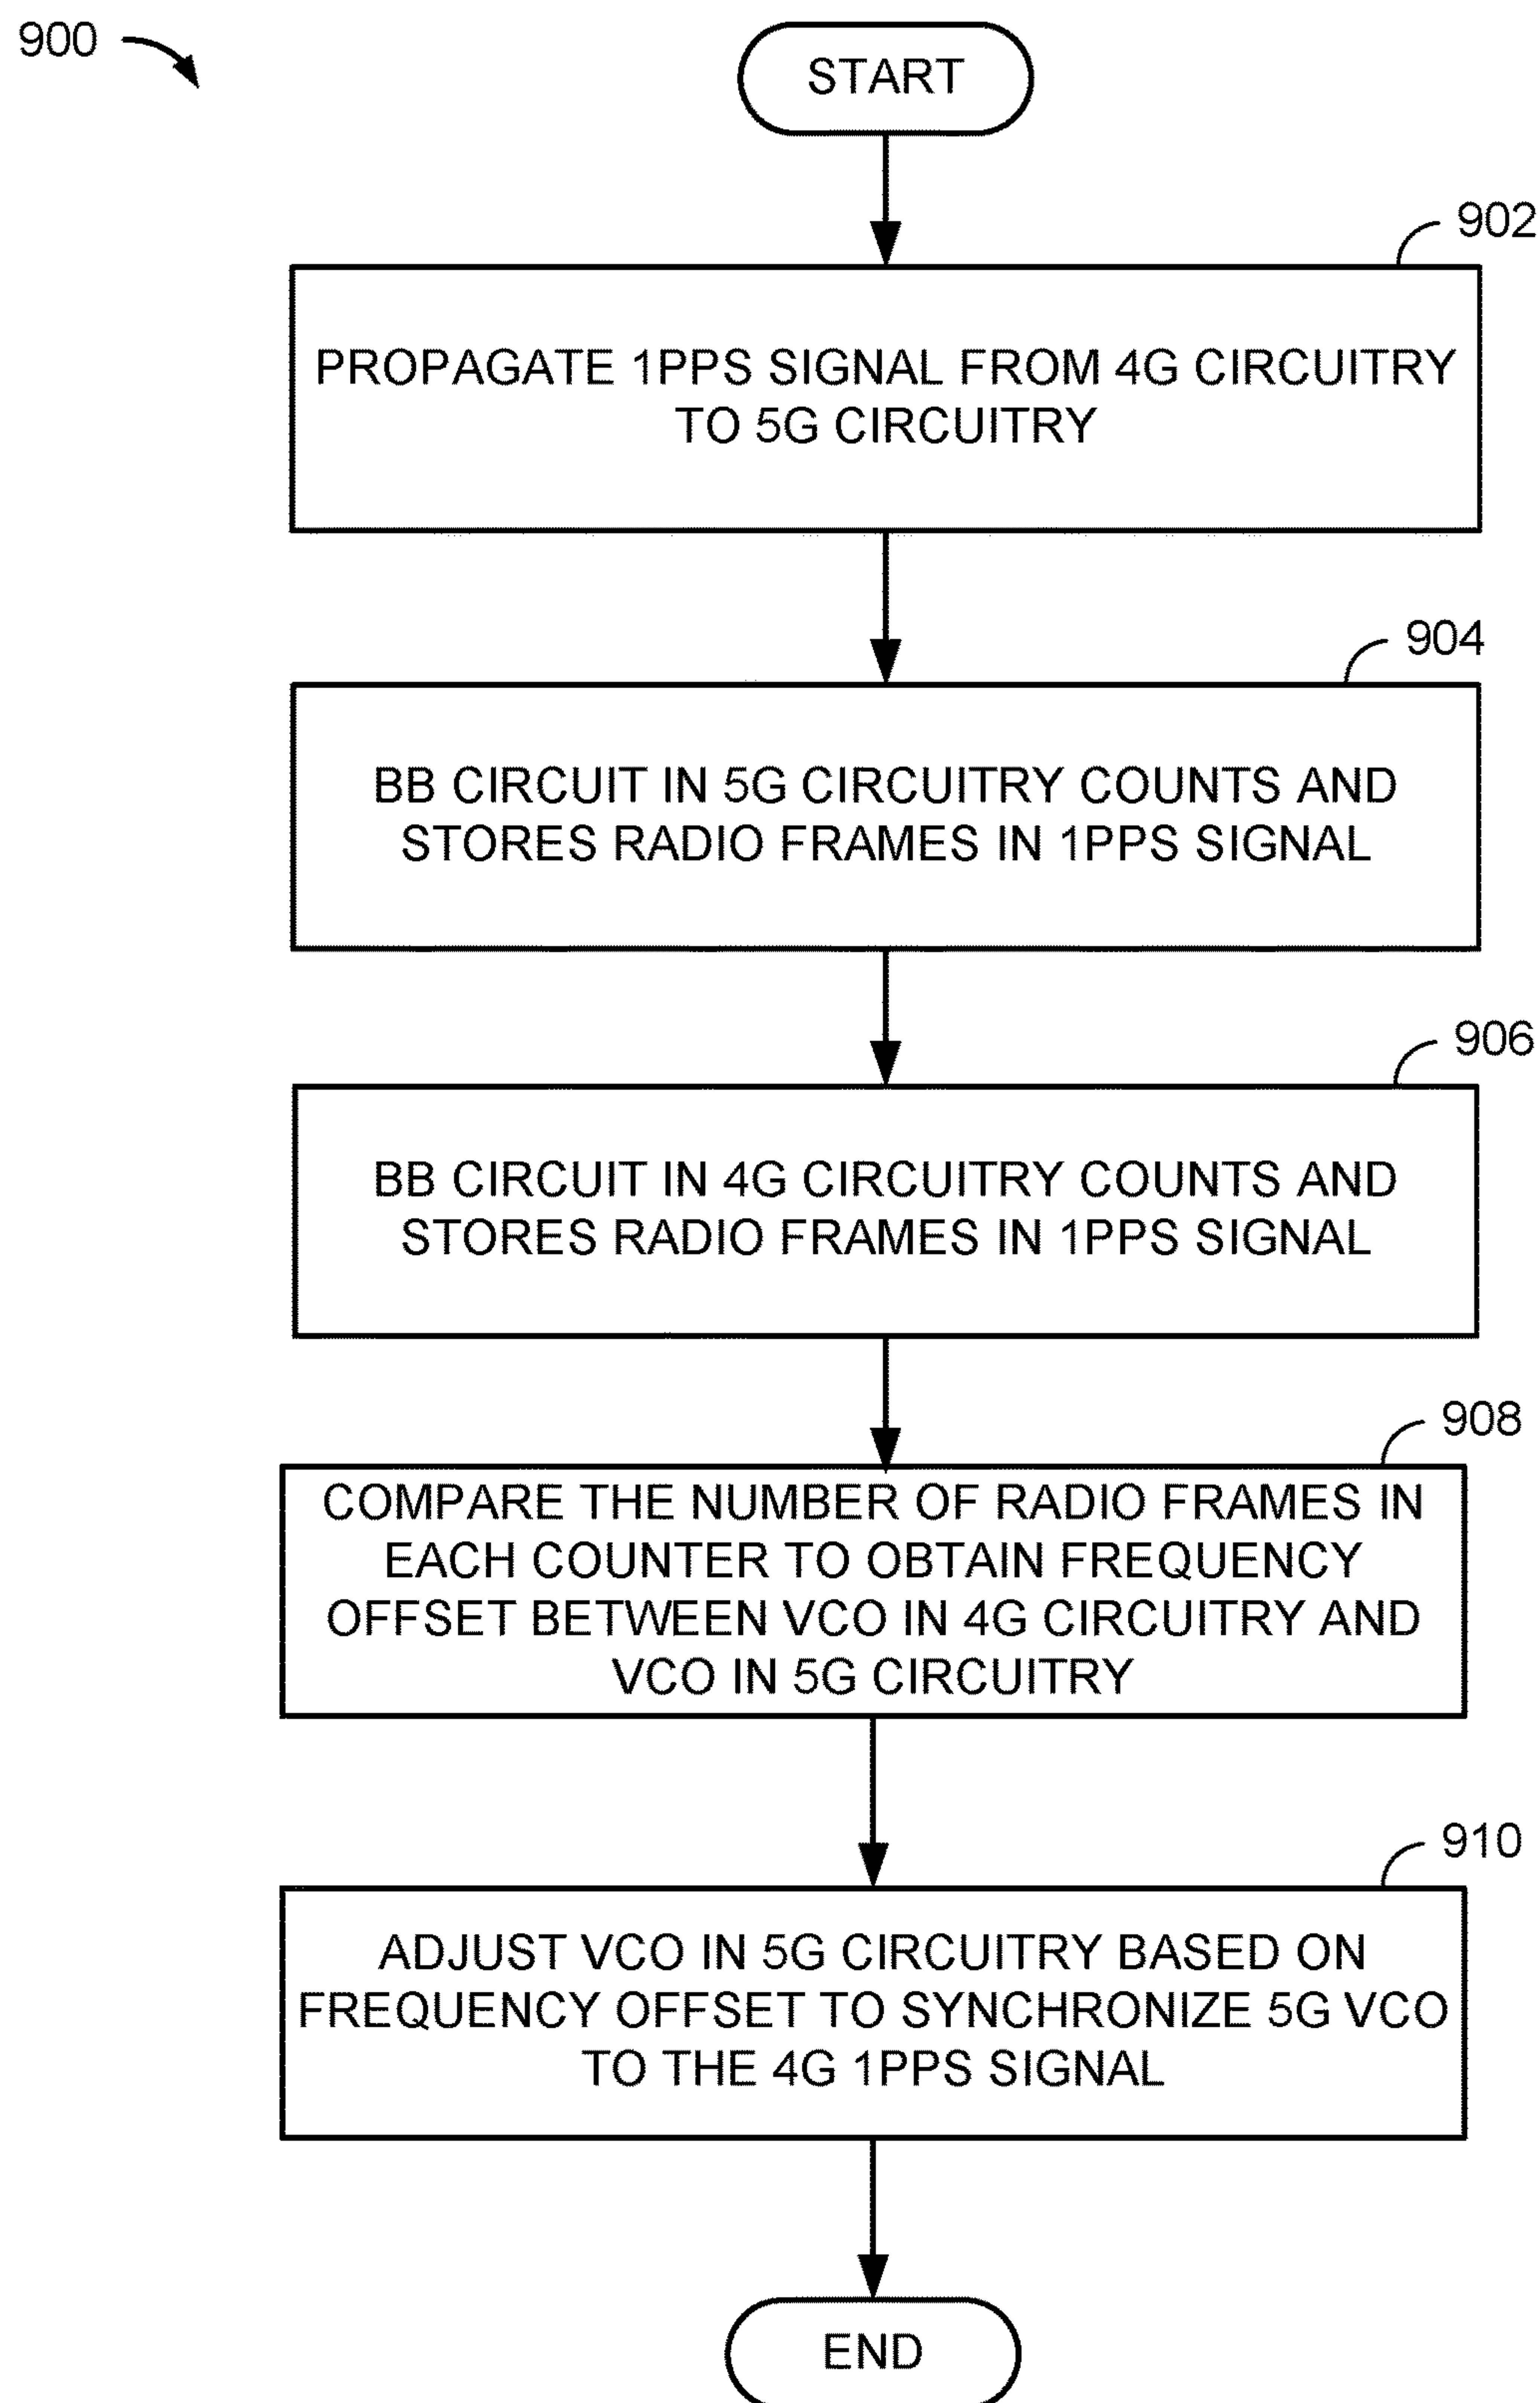 900
START
902
PROPAGATE 1PPS SIGNAL FROM 4G CIRCUITRY
TO 5G CIRCUITRY
904
BB CIRCUIT IN 5G CIRCUITRY COUNTS AND
STORES RADIO FRAMES IN 1PPS SIGNAL
906
BB CIRCUIT IN 4G CIRCUITRY COUNTS AND
STORES RADIO FRAMES IN 1PPS SIGNAL
908
COMPARE THE NUMBER OF RADIO FRAMES IN
EACH COUNTER TO OBTAIN FREQUENCY
OFFSET BETWEEN VCO IN 4G CIRCUITRY AND
VCO IN 5G CIRCUITRY
910
ADJUST VCO IN 5G CIRCUITRY BASED ON
FREQUENCY OFFSET TO SYNCHRONIZE 5G VCO
TO THE 4G 1PPS SIGNAL
END